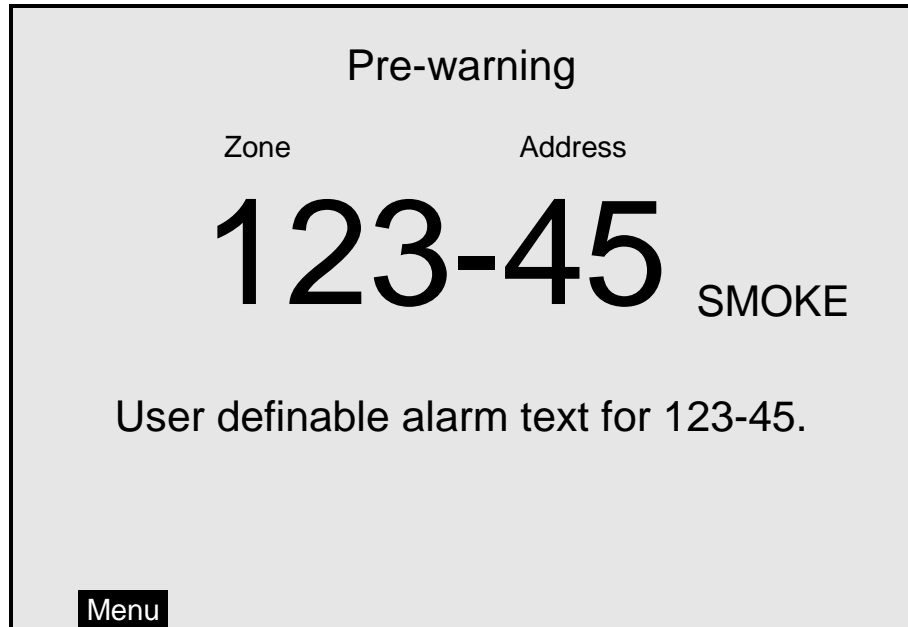 Pre-warning
Zone Address
123-45 SMOKE
User definable alarm text for 123-45.
Menu